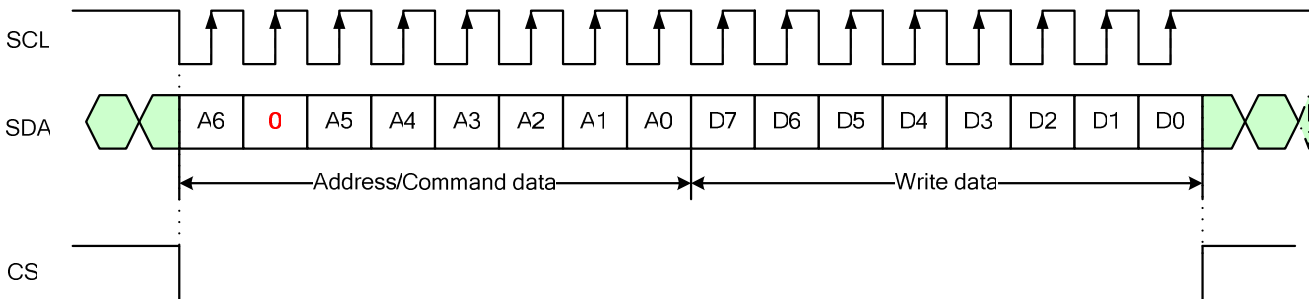 SCL
SDA A6 0 A5 A4 A3 A2 A1 A0 D7 D6 D5 D4 D3 D2 D1 D0
Address/Command data Write data
CS